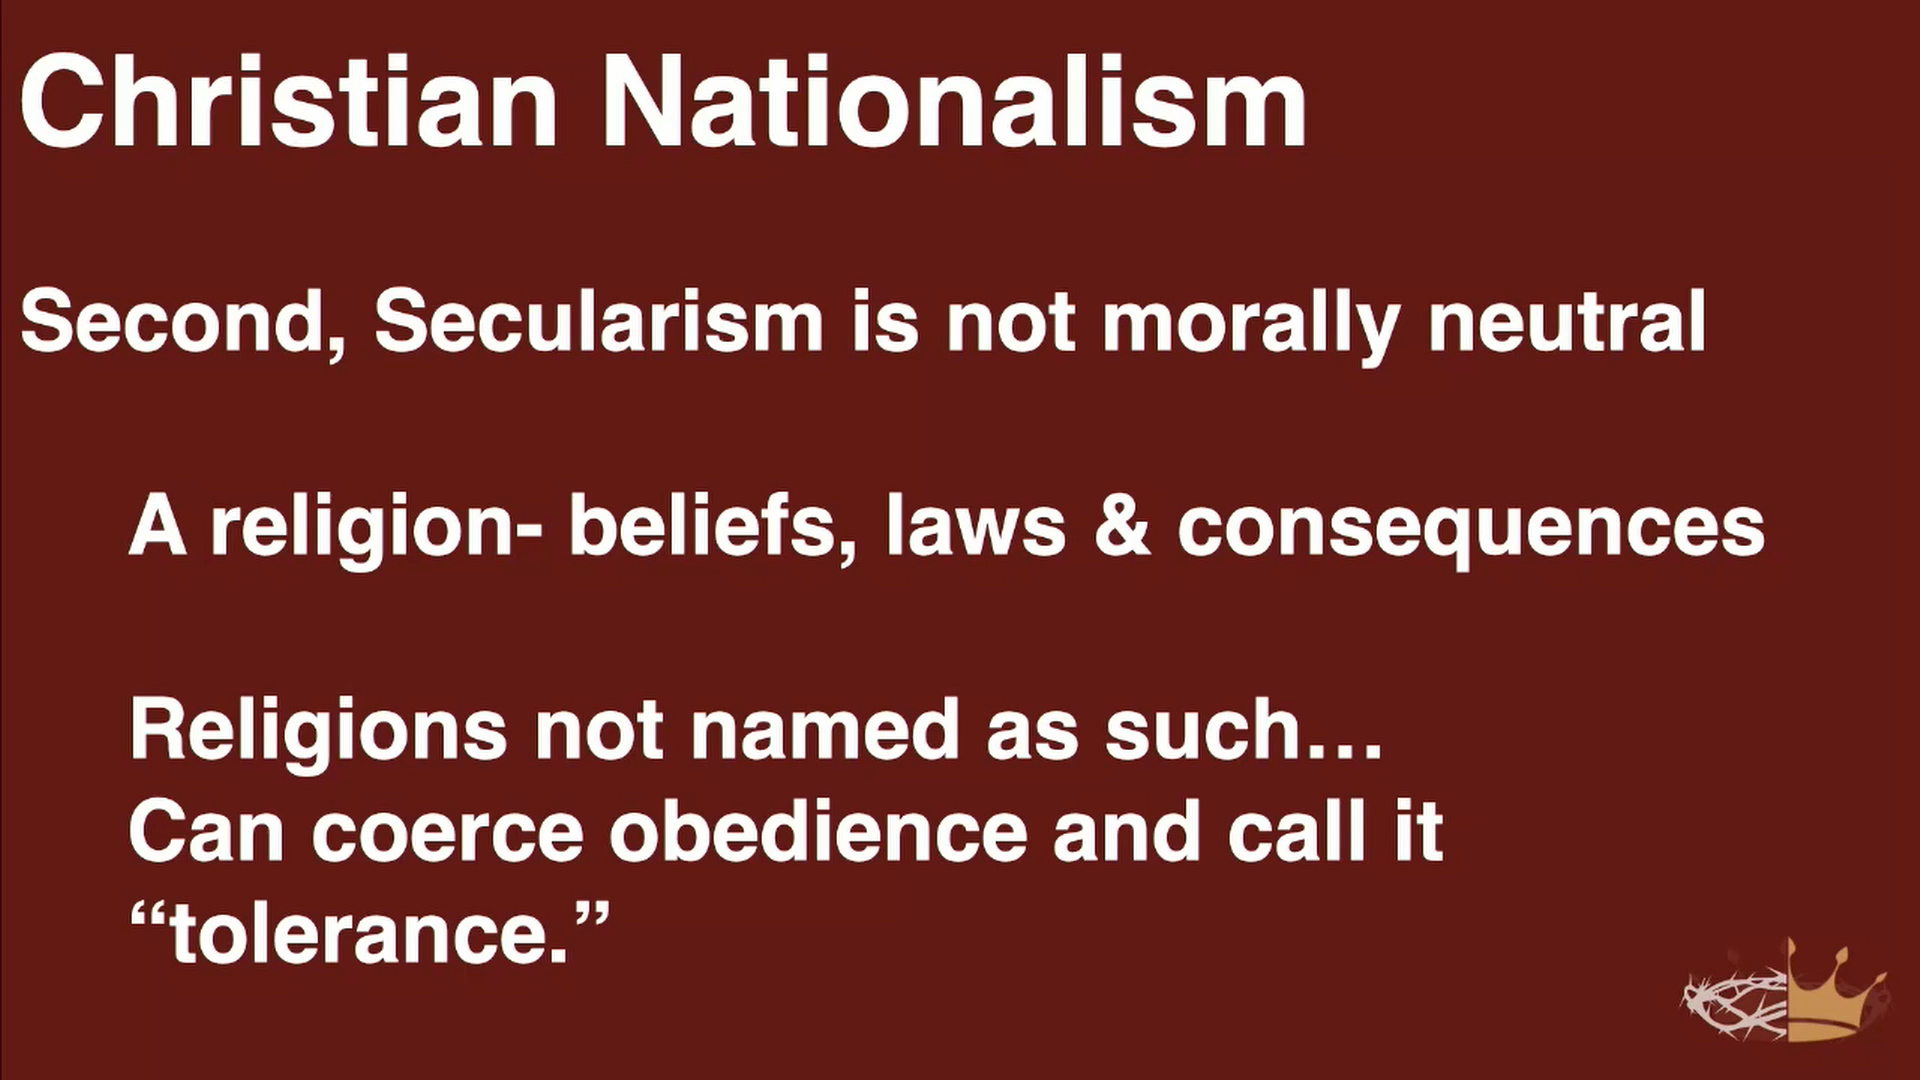 Christian Nationalism
Second, Secularism is not morally neutral
A religion- beliefs, laws & consequences
Religions not named as such…
Can coerce obedience and call it
“tolerance.”